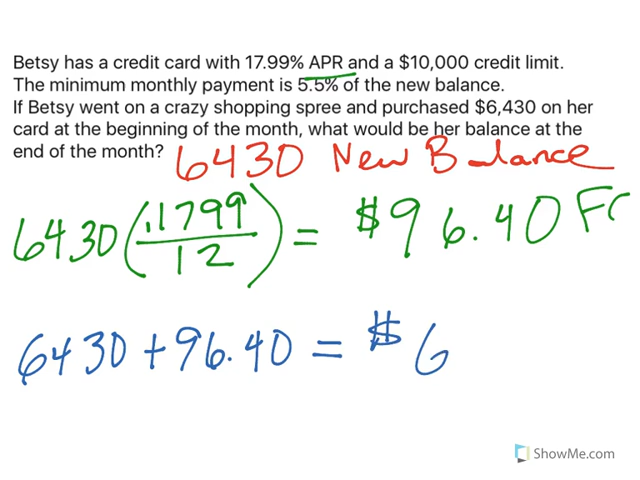 Betsy has a credit card with 17.99% APR and a $10,000 credit limit.
The minimum monthly payment is 5.5% of the new balance.
If Betsy went on a crazy shopping spree and purchased $6,430 on her
card at the beginning of the month, what would be her balance at the
end of the month? 6430 New Balance
6430(.1799/12) = $96.40 FC
6430 + 96.40 = $6
ShowMe.com